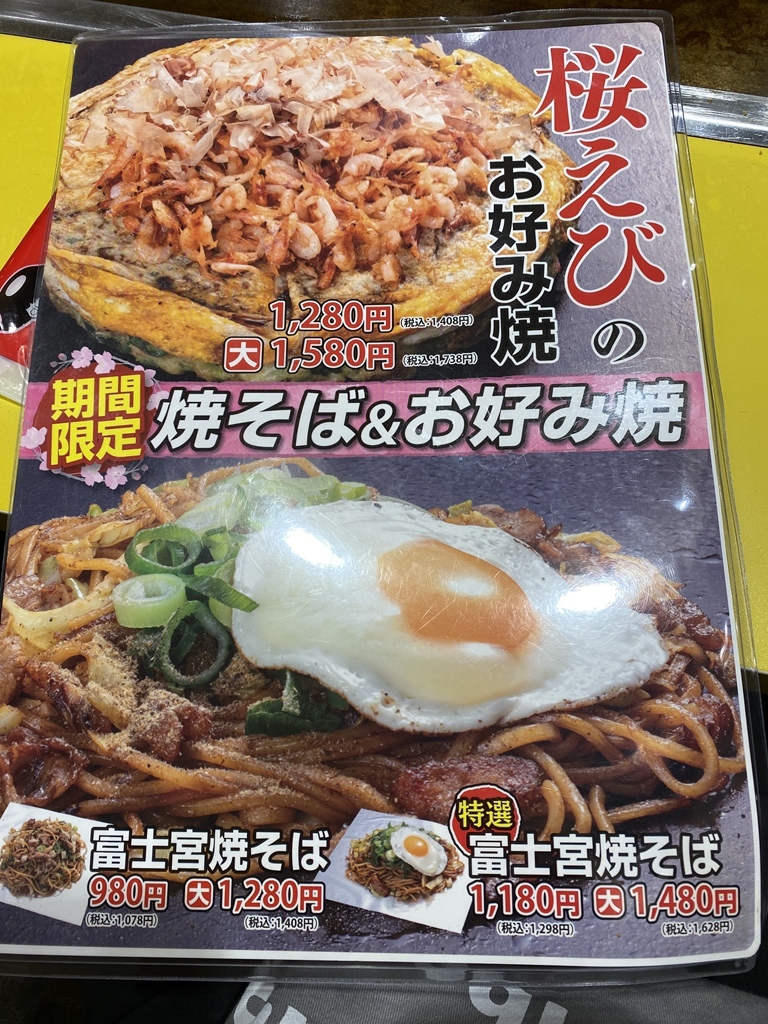 桜えびの
お好み焼
1,280円(税込:1,408円)
大 1,580円(税込:1,738円)
期間
限定
焼そば&お好み焼
富士宮焼そば
980円 大 1,280円
(税込:1,078円) (税込:1,408円)
特選
富士宮焼そば
1,180円 大 1,480円
(税込:1,298円) (税込:1,628円)